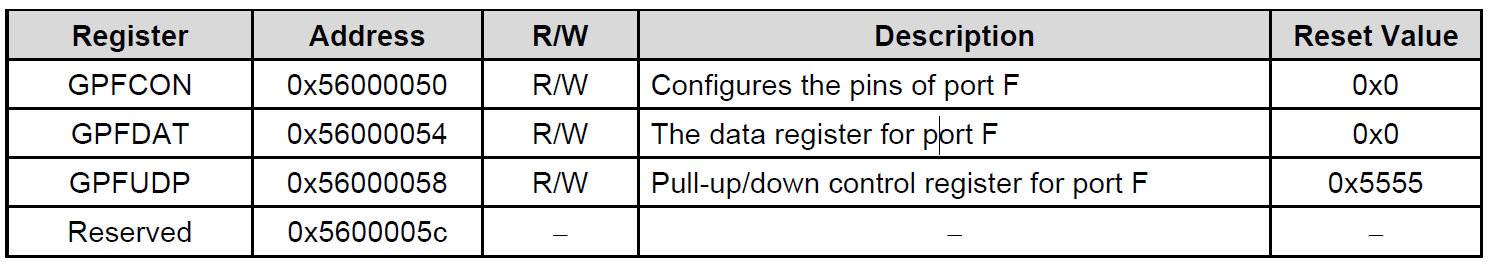 Register Address R/W Description Reset Value
GPFCON 0x56000050 R/W Configures the pins of port F 0x0
GPFDAT 0x56000054 R/W The data register for port F 0x0
GPFUDP 0x56000058 R/W Pull-up/down control register for port F 0x5555
Reserved 0x5600005c – – –